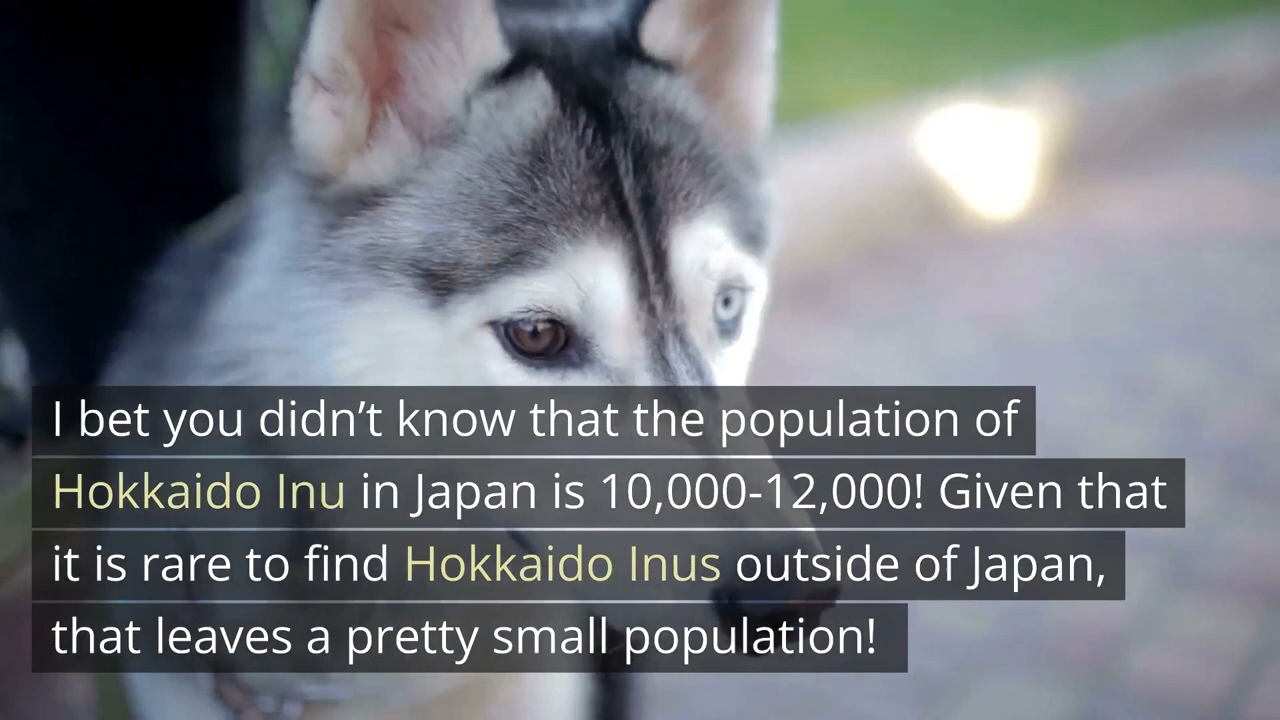 I bet you didn’t know that the population of
Hokkaido Inu in Japan is 10,000-12,000! Given that
it is rare to find Hokkaido Inus outside of Japan,
that leaves a pretty small population!